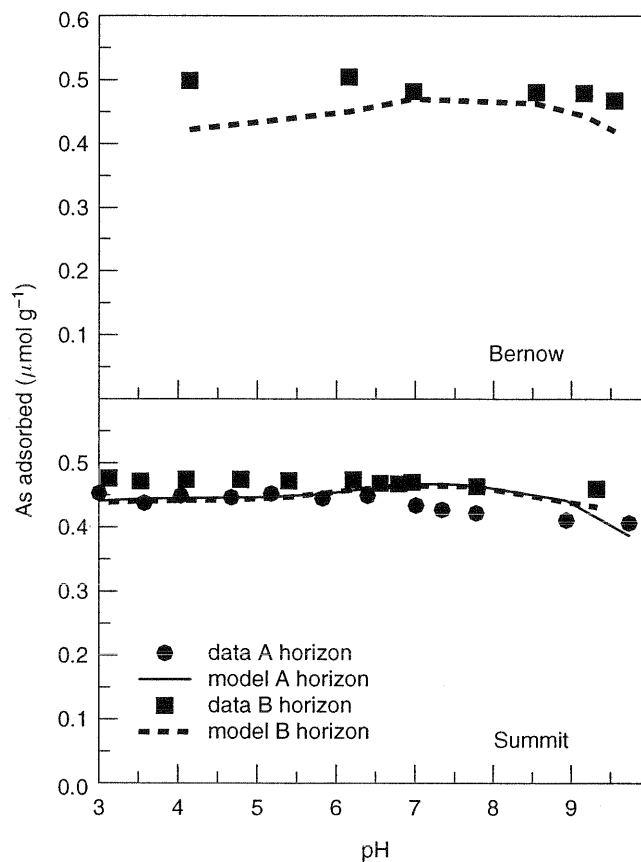 0.6
0.5
0.4
0.3
0.2
0.1
Bernow
As adsorbed (μmol g⁻¹)
0.5
0.4
0.3
0.4
0.5
0.0
data A horizon
model A horizon
data B horizon
model B horizon
Summit
3 4 5 6 7 8 9
pH